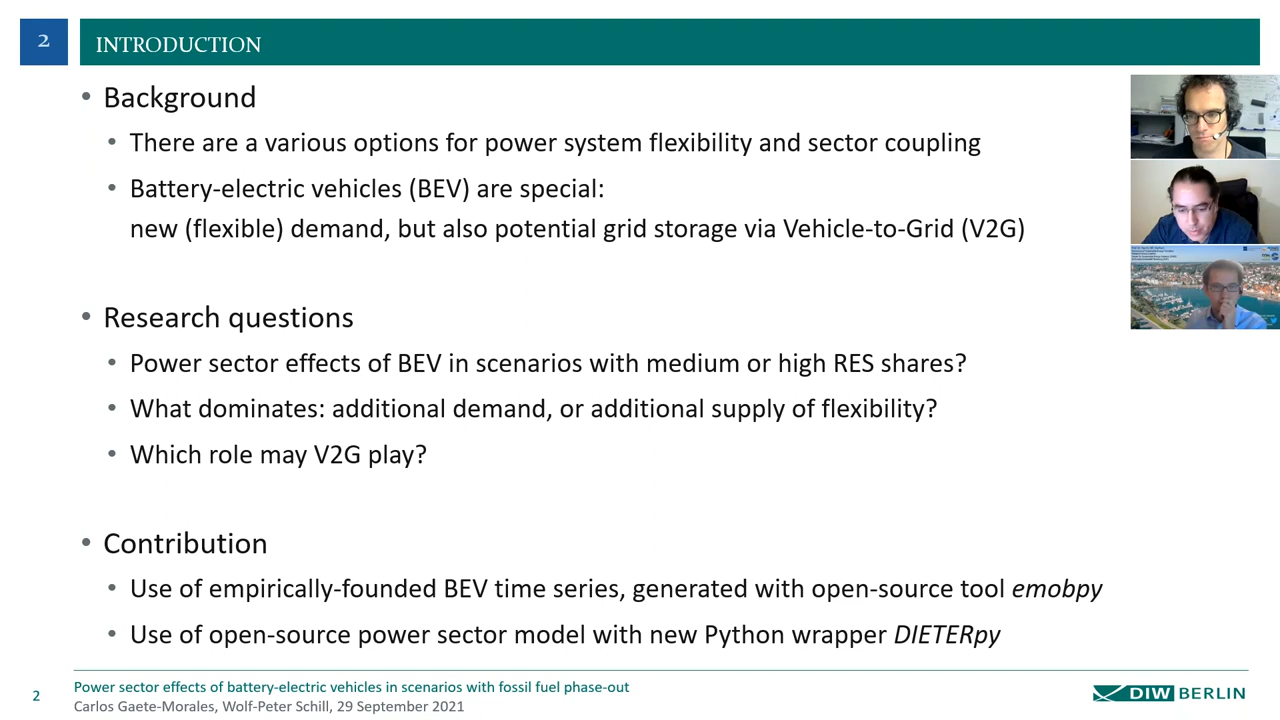 2
INTRODUCTION
• Background
• There are a various options for power system flexibility and sector coupling
• Battery-electric vehicles (BEV) are special:
new (flexible) demand, but also potential grid storage via Vehicle-to-Grid (V2G)
• Research questions
• Power sector effects of BEV in scenarios with medium or high RES shares?
• What dominates: additional demand, or additional supply of flexibility?
• Which role may V2G play?
• Contribution
• Use of empirically-founded BEV time series, generated with open-source tool emobpy
• Use of open-source power sector model with new Python wrapper DIETERpy
2
Power sector effects of battery-electric vehicles in scenarios with fossil fuel phase-out
Carlos Gaete-Morales, Wolf-Peter Schill, 29 September 2021
DIW BERLIN